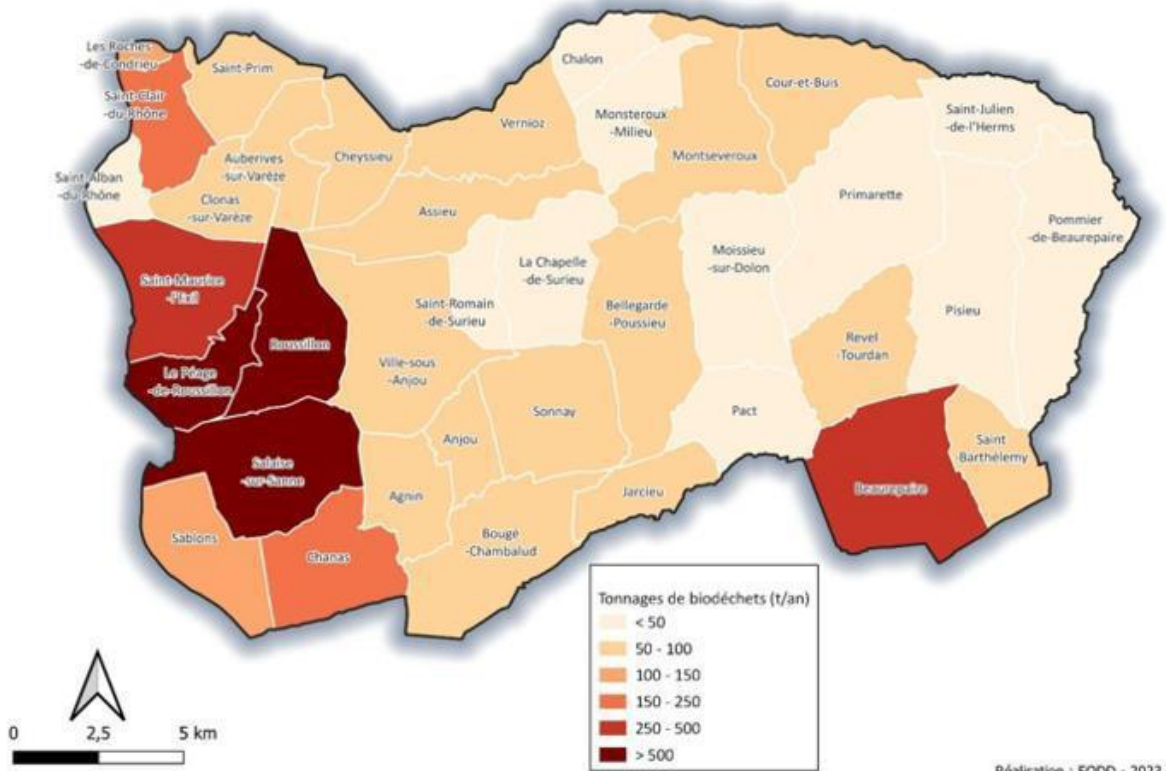 Les Roches
-de-Condrieu
Saint-Prim
Chalon
Cour-et-Buis
Saint-Clair
-du-Rhône
Vernioz
Monsteroux
-Milieu
Saint-Julien
-de-l'Herms
Auberives
-sur-Varèze
Cheyssieu
Montseveroux
Saint-Alban
-du-Rhône
Clonas
-sur-Varèze
Assieu
Primarette
Pommier
-de-Beaurepaire
Moissieu
-sur-Dolon
La Chapelle
-de-Surieu
Saint-Maurice
-l'Exil
Saint-Romain
-de-Surieu
Bellegarde
-Poussieu
Pisieu
Roussillon
Revel
-Tourdan
Ville-sous
-Anjou
Le Péage
-de-Roussillon
Sonnay
Pact
Anjou
Saint
-Barthélemy
Salaise
-sur-Sanne
Agnin
Jarcieu
Beaurepaire
Sablons
Chanas
Bougé
-Chambalud
Tonnages de biodéchets (t/an)
< 50
50 - 100
100 - 150
150 - 250
250 - 500
> 500
0 2,5 5 km
Réalisation : EODD - 2023